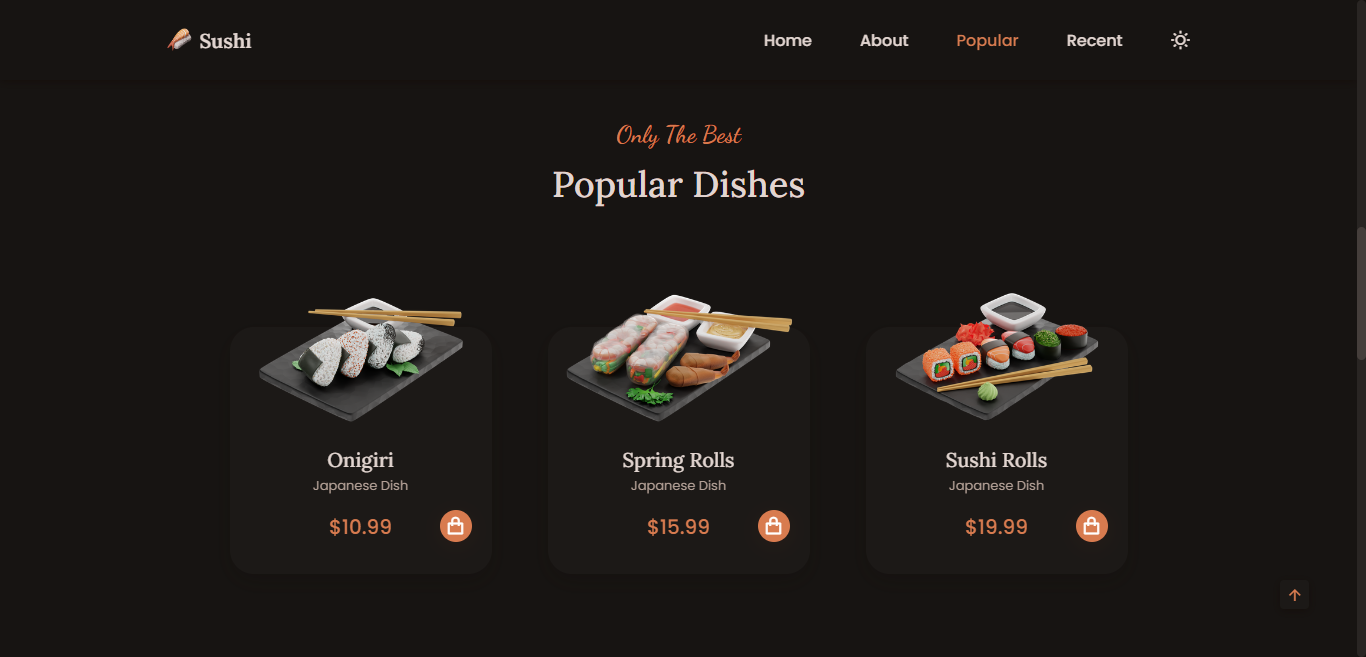 Sushi
Home About Popular Recent
Only The Best
Popular Dishes
Onigiri
Japanese Dish
$10.99
Spring Rolls
Japanese Dish
$15.99
Sushi Rolls
Japanese Dish
$19.99